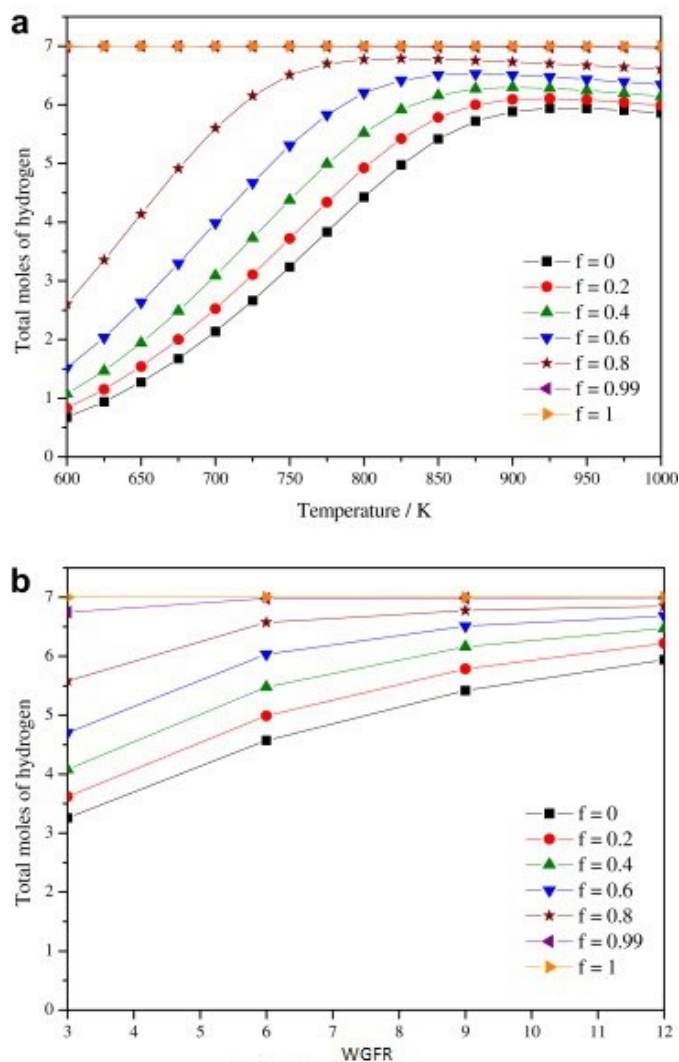 a
Total moles of hydrogen
7
6
5
4
3
2
1
0
600 650 700 750 800 850 900 950 1000
Temperature / K
f = 0
f = 0.2
f = 0.4
f = 0.6
f = 0.8
f = 0.99
f = 1
b
Total moles of hydrogen
7
6
5
4
3
2
1
0
3 4 5 6 7 8 9 10 11 12
WGFR
f = 0
f = 0.2
f = 0.4
f = 0.6
f = 0.8
f = 0.99
f = 1